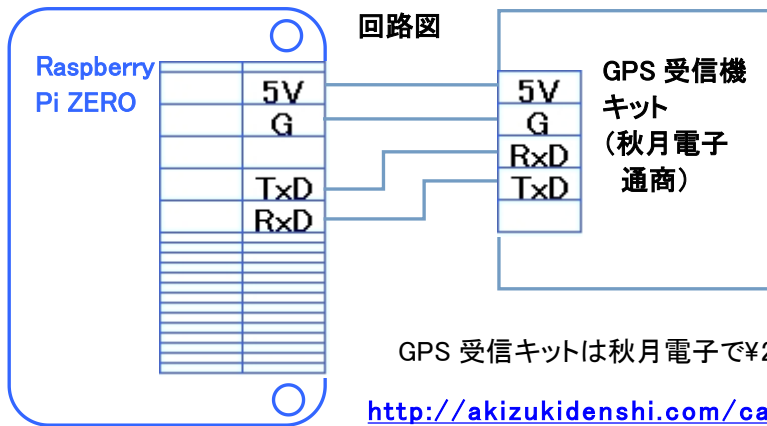 回路図
Raspberry
Pi ZERO
5V
G
TxD
RxD
5V
G
RxD
TxD
GPS 受信機
キット
（秋月電子
通商）
GPS 受信キットは秋月電子で¥2
http://akizukidenshi.com/ca